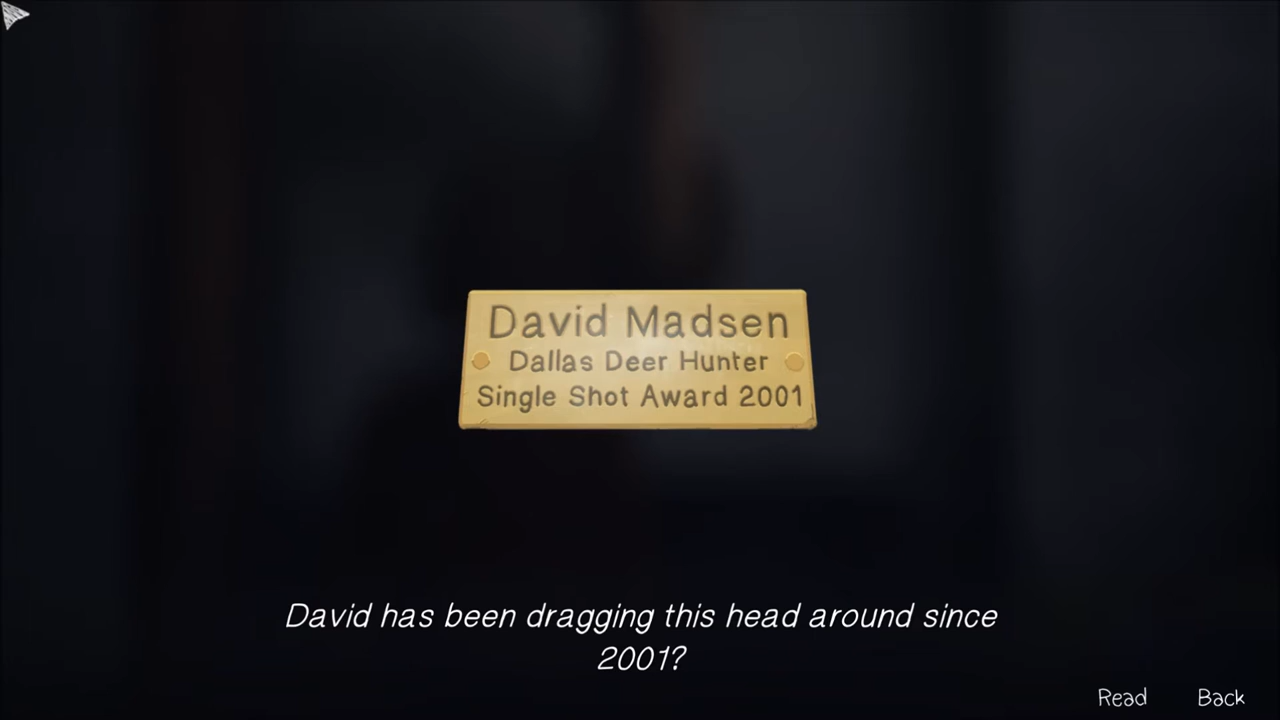 David Madsen
Dallas Deer Hunter
Single Shot Award 2001
David has been dragging this head around since
2001?
Read
Back